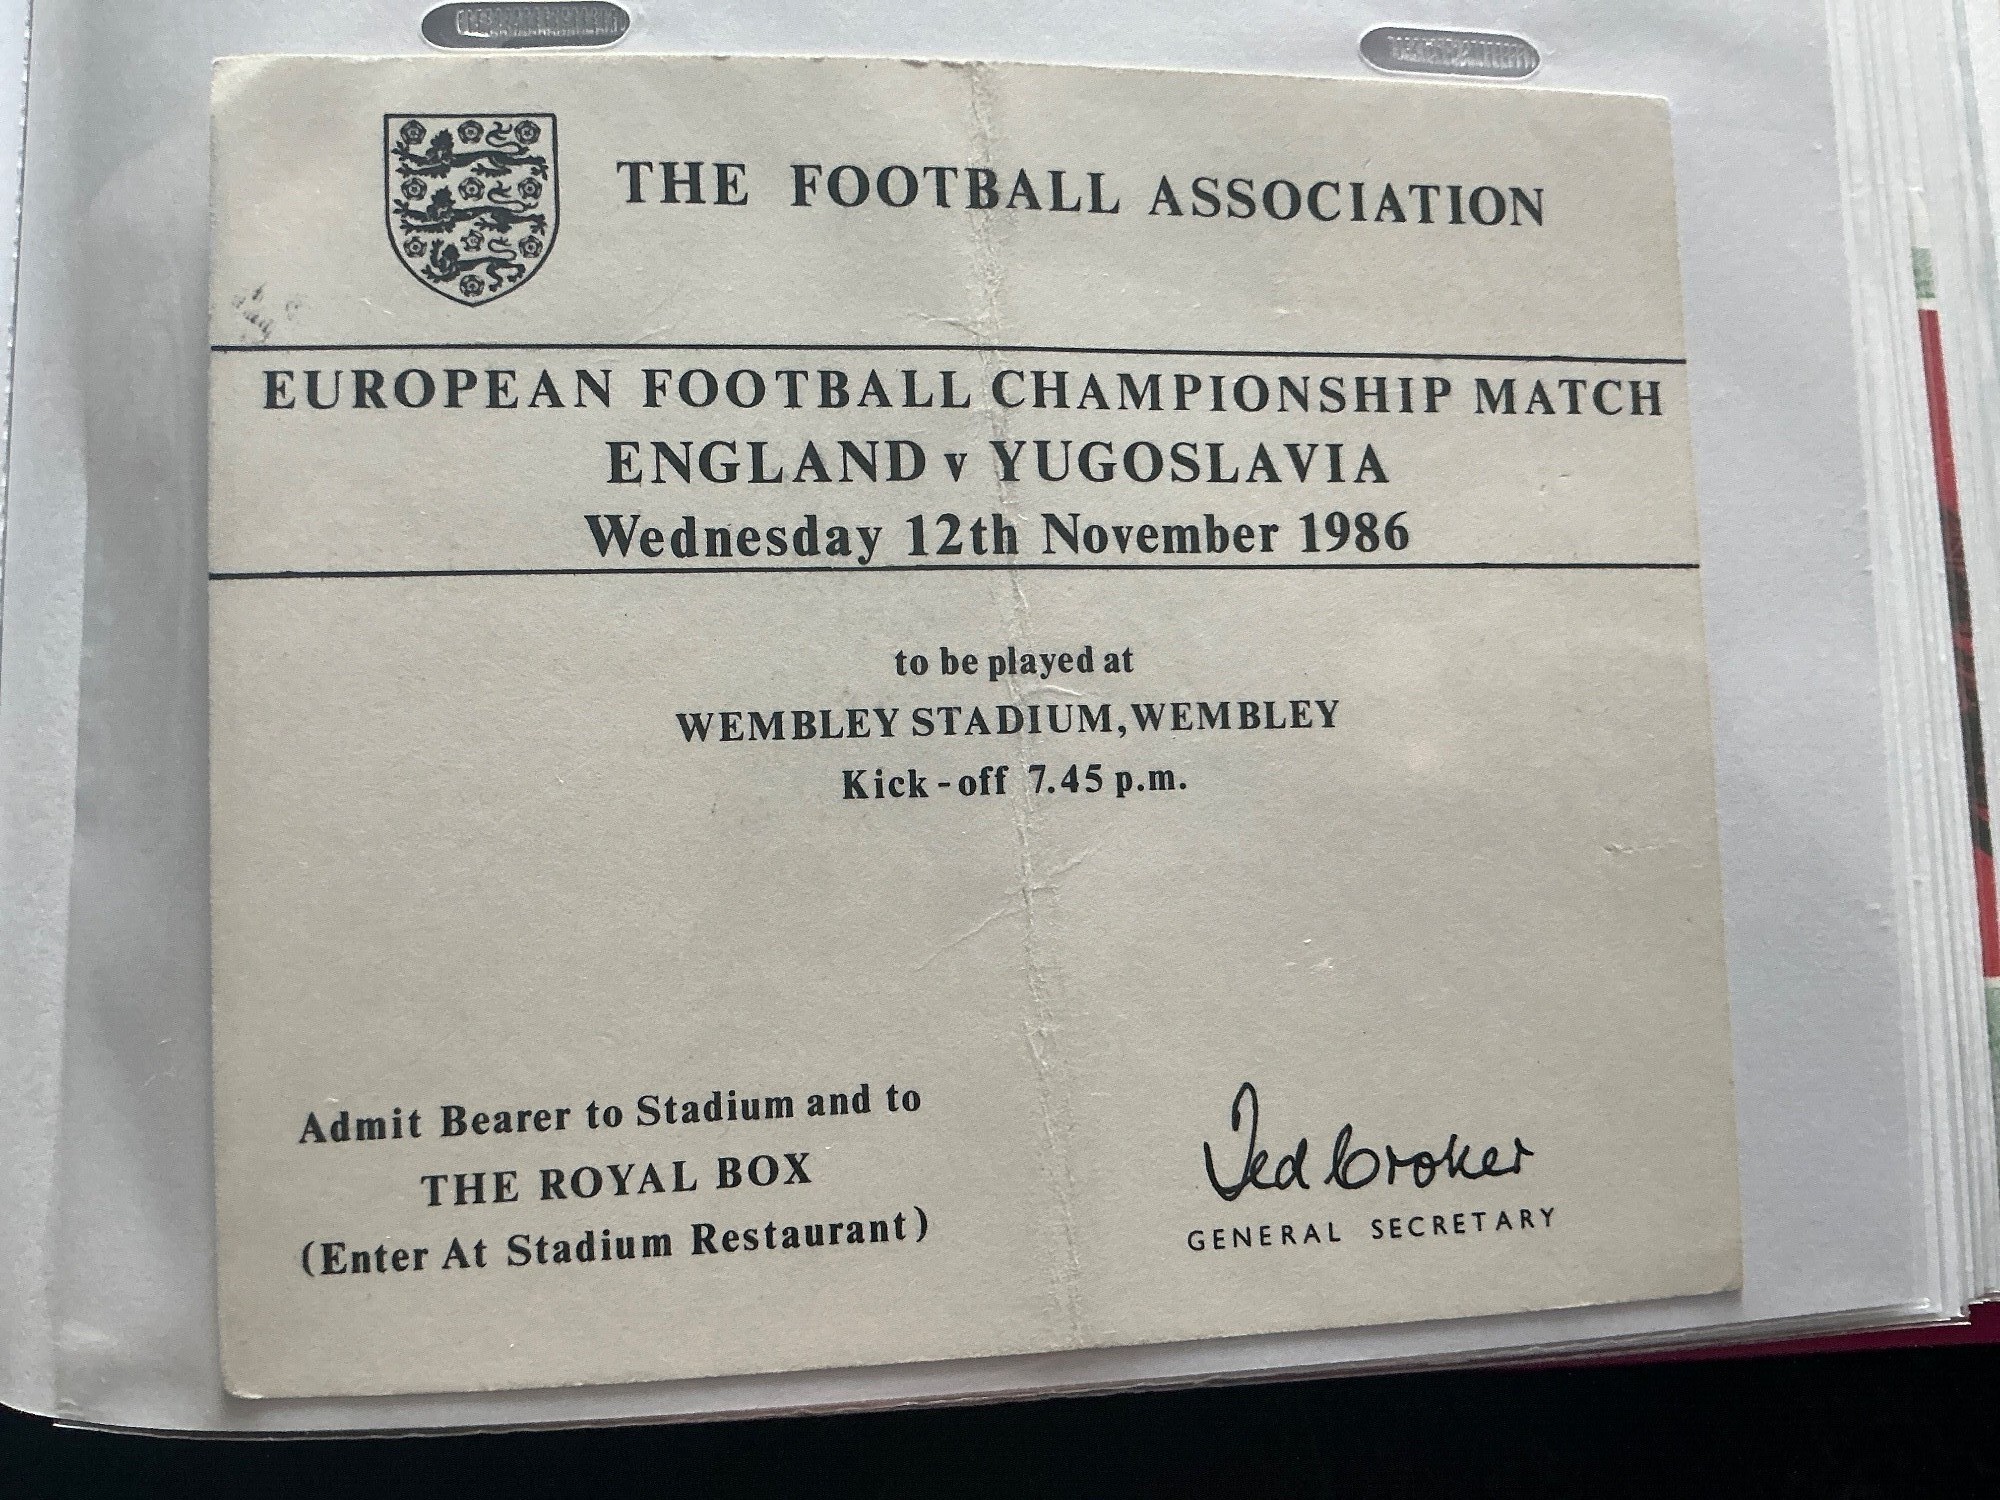 THE FOOTBALL ASSOCIATION
EUROPEAN FOOTBALL CHAMPIONSHIP MATCH
ENGLAND v YUGOSLAVIA
Wednesday 12th November 1986
to be played at
WEMBLEY STADIUM, WEMBLEY
Kick-off 7.45 p.m.
Admit Bearer to Stadium and to
THE ROYAL BOX
(Enter At Stadium Restaurant)
Ted Croker
GENERAL SECRETARY